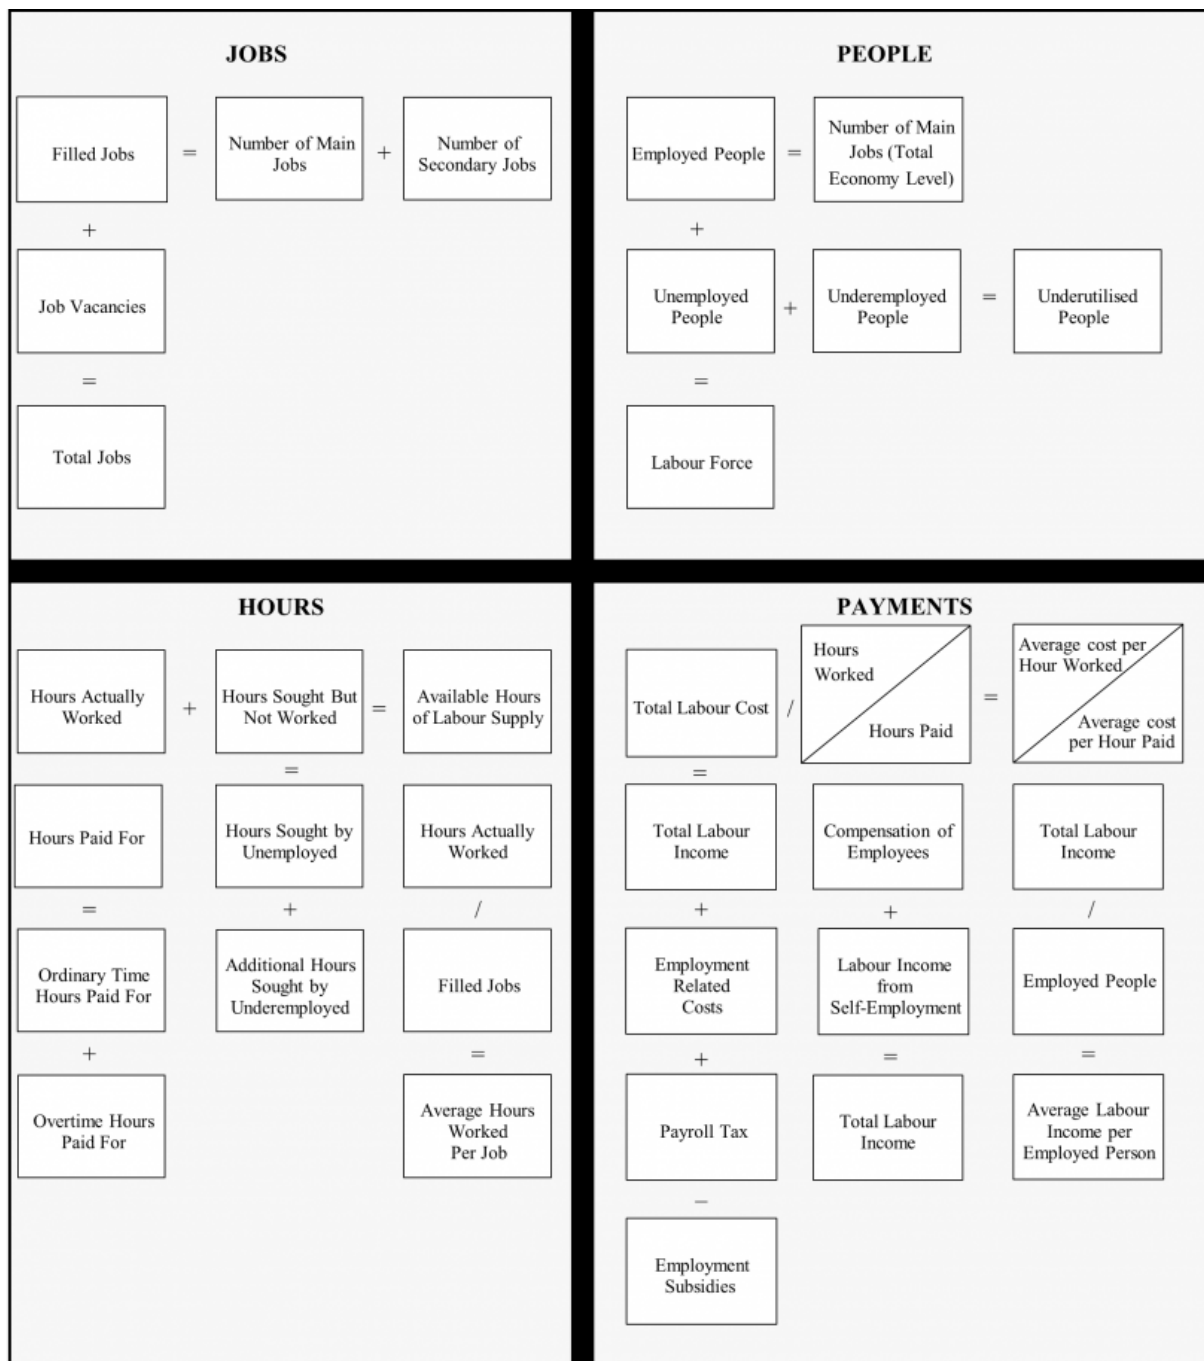 JOBS
Filled Jobs
=
Number of Main
Jobs
+
Number of
Secondary Jobs
+
Job Vacancies
=
Total Jobs
PEOPLE
Employed People
=
Number of Main
Jobs (Total
Economy Level)
+
Unemployed
People
+
Underemployed
People
=
Underutilised
People
=
Labour Force
HOURS
Hours Actually
Worked
+
Hours Sought But
Not Worked
=
Available Hours
of Labour Supply
=
Hours Paid For
Hours Sought by
Unemployed
Hours Actually
Worked
=
+
/
Ordinary Time
Hours Paid For
Additional Hours
Sought by
Underemployed
Filled Jobs
+
=
Overtime Hours
Paid For
Average Hours
Worked
Per Job
PAYMENTS
Total Labour Cost
/
Hours
Worked
Hours Paid
=
Average cost per
Hour Worked
Average cost
per Hour Paid
=
Total Labour
Income
Compensation of
Employees
Total Labour
Income
+
+
/
Employment
Related
Costs
Labour Income
from
Self-Employment
Employed People
+
=
=
Payroll Tax
Total Labour
Income
Average Labour
Income per
Employed Person
–
Employment
Subsidies